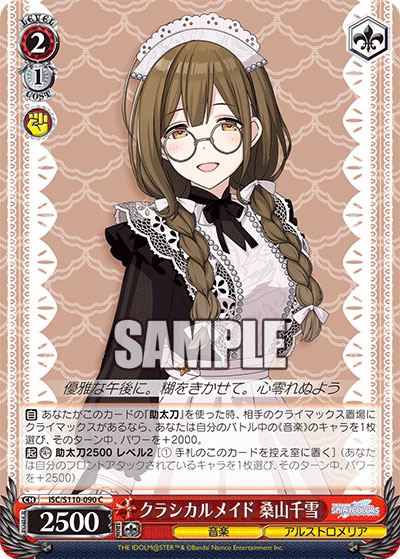 LEVEL
2
1
COST
SAMPLE
優雅な午後に。糊をきかせて。心零れぬよう
自 あなたがこのカードの「助太刀」を使った時、相手のクライマックス置場に
クライマックスがあるなら、あなたは自分のバトル中の《音楽》のキャラを1枚
選び、そのターン中、パワーを+2000。
起 助太刀2500 レベル2 [① 手札のこのカードを控え室に置く] (あな
たは自分のフロントアタックされているキャラを1枚選び、そのターン中、パワー
を+2500)
CH ISC/S110-090 C
2500
クラシカルメイド 桑山千雪
音楽
アルストロメリア
SHINYCOLORS
THE IDOLM@STER™&©Bandai Namco Entertainment Inc.